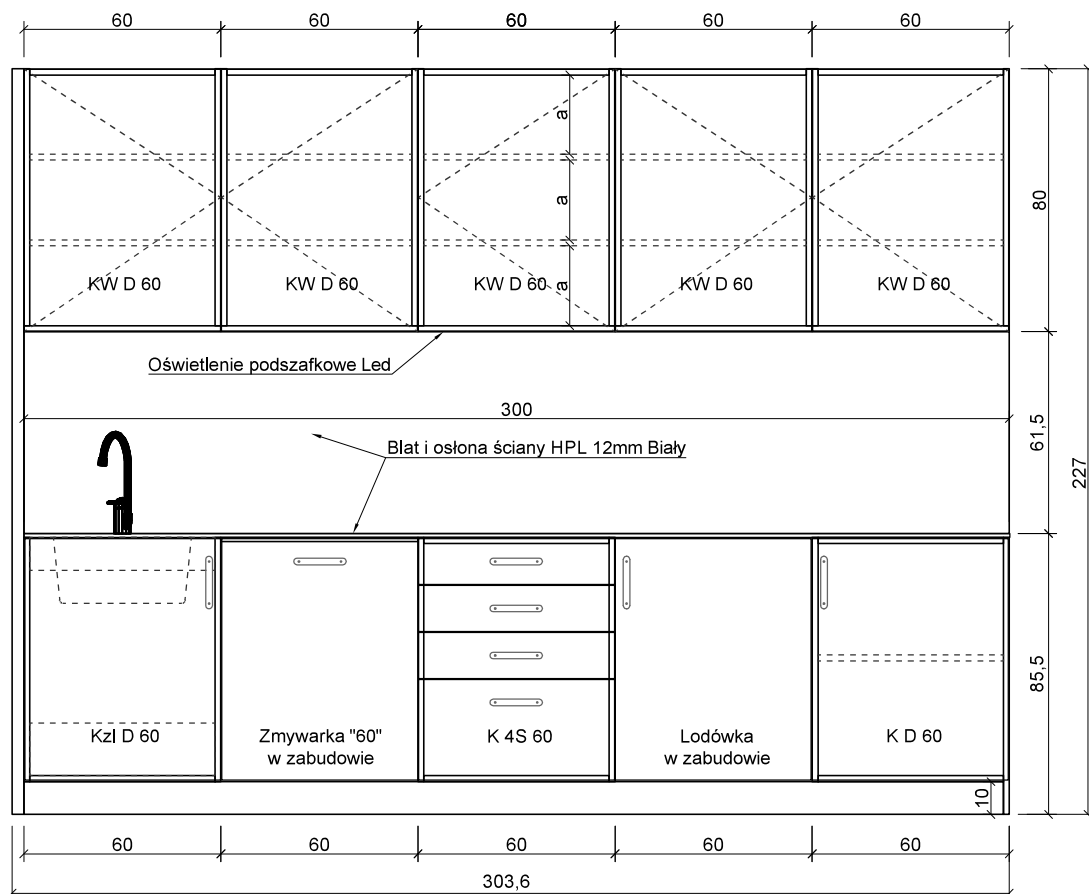 60 60 60 60 60
a
a
a
80
KW D 60 KW D 60 KW D 60 KW D 60 KW D 60
Oświetlenie podszafkowe Led
300
61,5
227
Blat i osłona ściany HPL 12mm Biały
85,5
Kzl D 60 Zmywarka "60" K 4S 60 Lodówka K D 60
w zabudowie w zabudowie
10
60 60 60 60 60
303,6